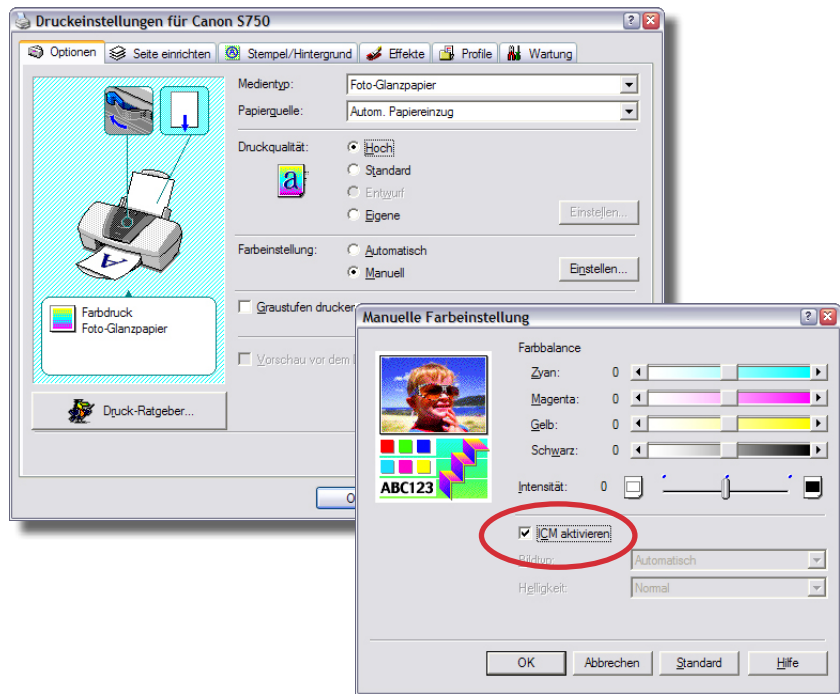 Druckeinstellungen für Canon S750
Optionen Seite einrichten Stempel/Hintergrund Effekte Profile Wartung
Medientyp: Foto-Glanzpapier
Papierquelle: Autom. Papiereinzug
Druckqualität: Hoch
a
Standard
Entwurf
Eigene Einstellen...
Farbeinstellung: Automatisch
Manuell Einstellen...
A
Farbdruck
Foto-Glanzpapier
Graustufen drucken
Vorschau vor dem
Druck-Ratgeber...
O
Manuelle Farbeinstellung
Farbbalance
Zyan: 0
Magenta: 0
Gelb: 0
Schwarz: 0
ABC123
Intensität: 0
ICM aktivieren
Bildtyp: Automatisch
Helligkeit: Normal
OK Abbrechen Standard Hilfe